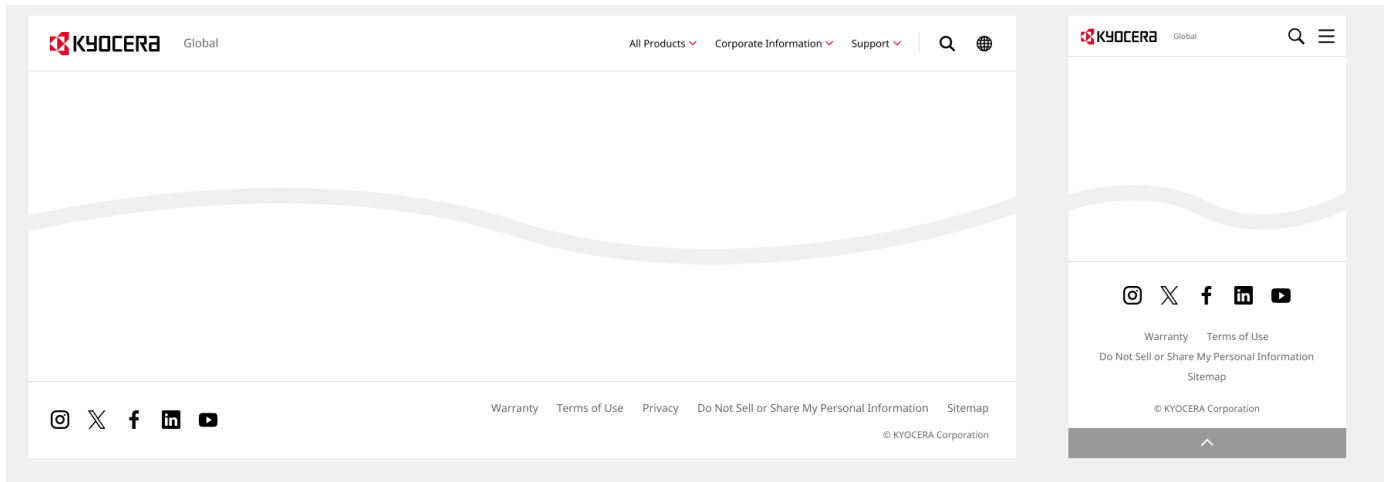 KYOCERA Global All Products Corporate Information Support
Warranty Terms of Use Privacy Do Not Sell or Share My Personal Information Sitemap
© KYOCERA Corporation
KYOCERA Global
Warranty Terms of Use
Do Not Sell or Share My Personal Information
Sitemap
© KYOCERA Corporation